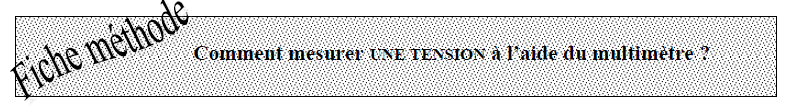 Fiche méthode
Comment mesurer UNE TENSION à l'aide du multimètre ?